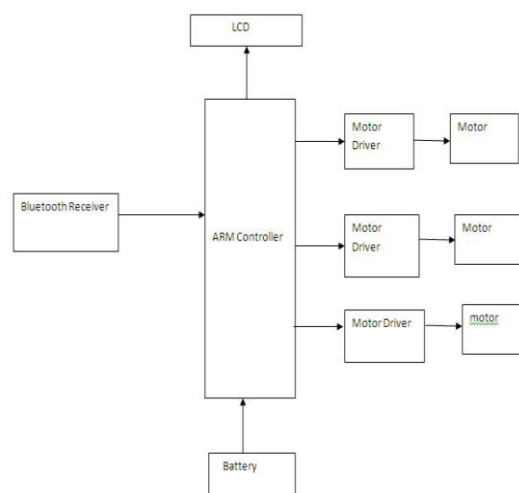 LCD
Motor
Driver
Motor
Bluetooth Receiver
ARM Controller
Motor
Driver
Motor
Motor Driver
motor
Battery